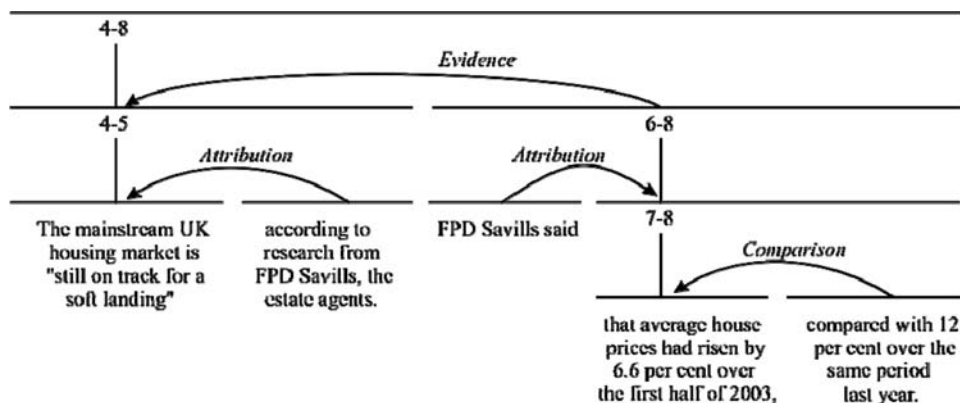 4-8
Evidence
4-5
6-8
Attribution
Attribution
The mainstream UK
housing market is
"still on track for a
soft landing"
according to
research from
FPD Savills, the
estate agents.
FPD Savills said
7-8
Comparison
that average house
prices had risen by
6.6 per cent over
the first half of 2003,
compared with 12
per cent over the
same period
last year.